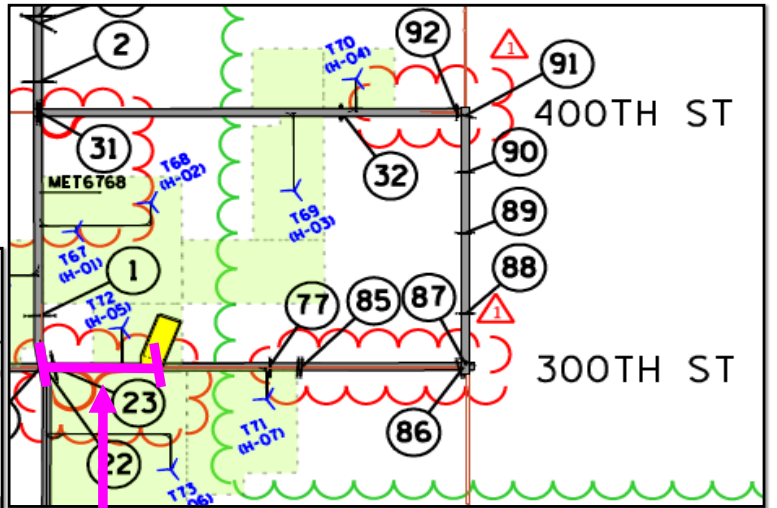 2
T70
(H-04)
92
1
91
400TH ST
31
T68
(H-02)
32
90
MET6768
T69
(H-03)
89
T67
(H-01)
1
88
T72
(H-05)
77
85
87
1
300TH ST
23
T71
(H-07)
86
22
T73
06)